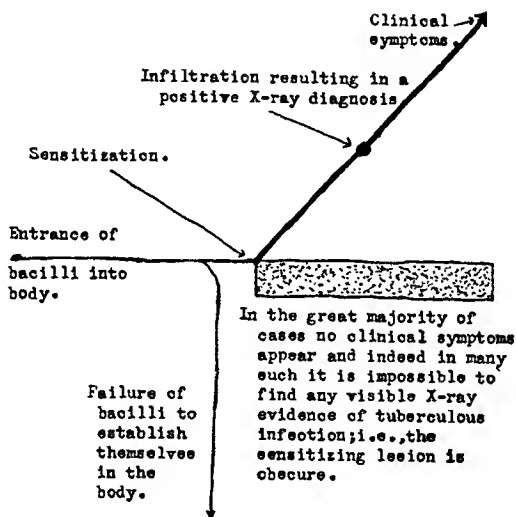 Clinical
symptoms.
Infiltration resulting in a
positive X-ray diagnosis
Sensitization.
Entrance of
bacilli into
body.
In the great majority of
cases no clinical symptoms
appear and indeed in many
such it is impossible to
find any visible X-ray
evidence of tuberculous
infection;i.e.,the
sensitizing lesion is
obscure.
Failure of
bacilli to
establish
themselves
in the
body.